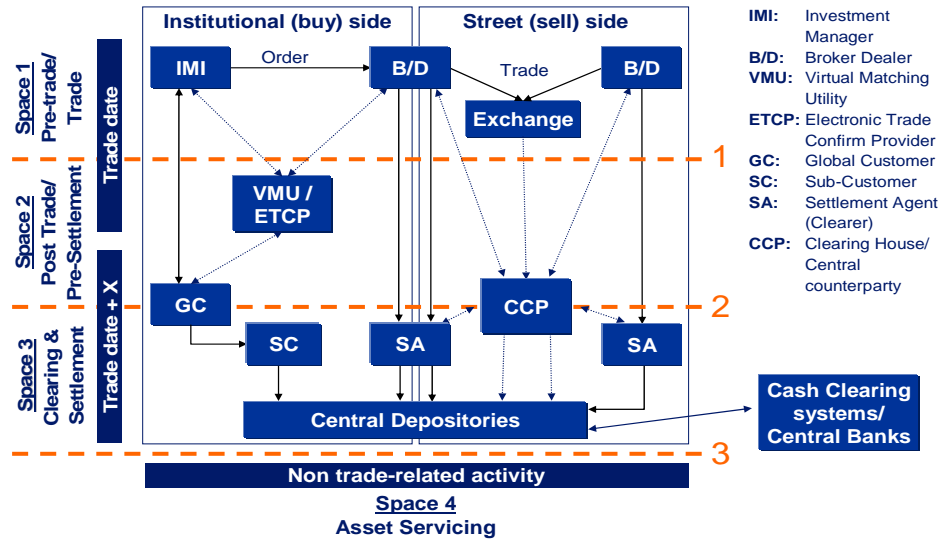 Institutional (buy) side
Street (sell) side
Space 1
Pre-trade/
Trade
Space 2
Post Trade/
Pre-Settlement
Space 3
Clearing &
Settlement
Trade date
Trade date + X
IMI
Order
B/D
Trade
B/D
Exchange
1
VMU /
ETCP
GC
CCP
2
SC
SA
SA
Central Depositories
Cash Clearing
systems/
Central Banks
3
Non trade-related activity
Space 4
Asset Servicing
IMI: Investment
Manager
B/D: Broker Dealer
VMU: Virtual Matching
Utility
ETCP: Electronic Trade
Confirm Provider
GC: Global Customer
SC: Sub-Customer
SA: Settlement Agent
(Clearer)
CCP: Clearing House/
Central
counterparty